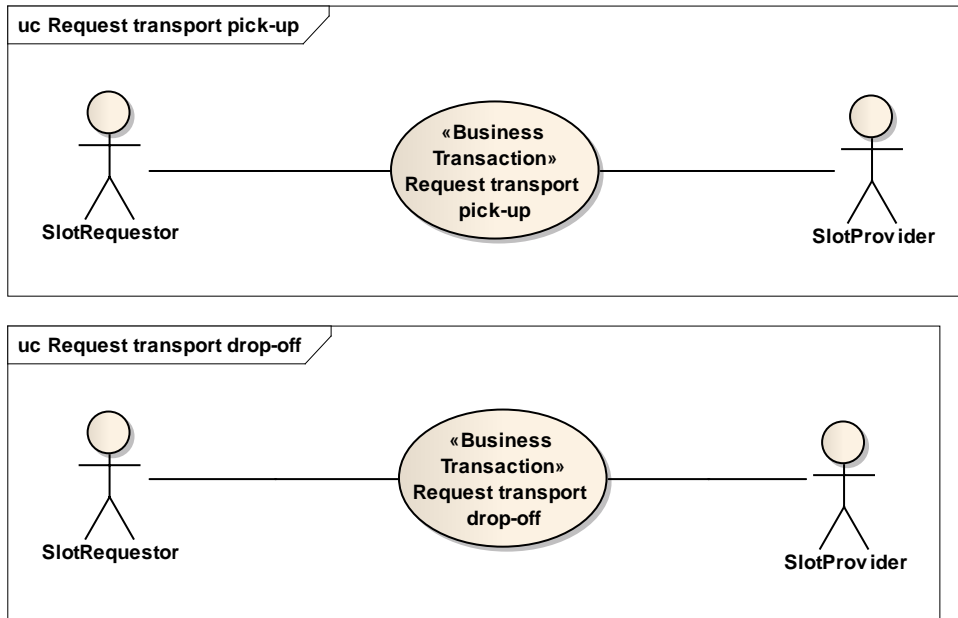 uc Request transport pick-up
«Business
Transaction»
Request transport
pick-up
SlotRequestor
SlotProvider
uc Request transport drop-off
«Business
Transaction»
Request transport
drop-off
SlotRequestor
SlotProvider